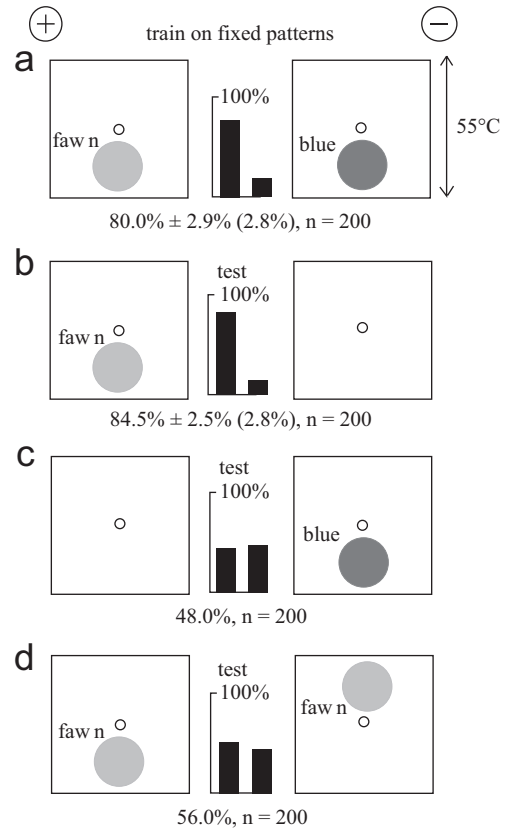 + −
train on fixed patterns
a
100%
faw n
blue
55°C
80.0% ± 2.9% (2.8%), n = 200
b
test
100%
faw n
84.5% ± 2.5% (2.8%), n = 200
c
test
100%
blue
48.0%, n = 200
d
test
100%
faw n
faw n
56.0%, n = 200